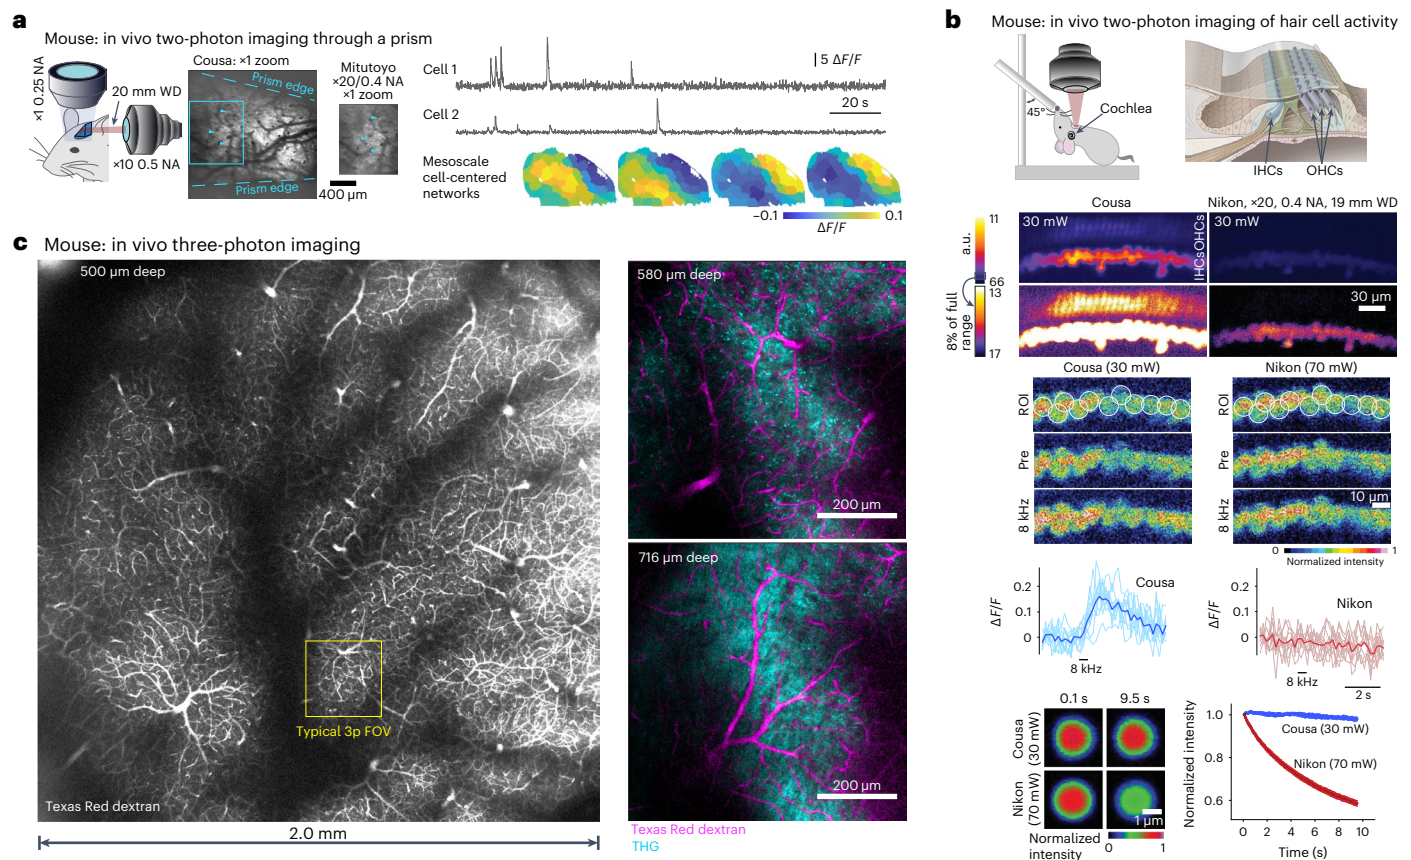 a
Mouse: in vivo two-photon imaging through a prism
×1 0.25 NA
20 mm WD
×10 0.5 NA
Cousa: ×1 zoom
Prism edge
Prism edge
Mitutoyo
×20/0.4 NA
×1 zoom
400 µm
Cell 1
Cell 2
5 ΔF/F
20 s
Mesoscale
cell-centered
networks
−0.1
0.1
ΔF/F
b
Mouse: in vivo two-photon imaging of hair cell activity
45°
Cochlea
IHCs
OHCs
Cousa
Nikon, ×20, 0.4 NA, 19 mm WD
30 mW
30 mW
IHCs OHCs
11
a.u.
66
13
8% of full
range
17
30 µm
Cousa (30 mW)
Nikon (70 mW)
ROI
ROI
Pre
Pre
8 kHz
8 kHz
10 µm
0
1
Normalized intensity
0.2
0.1
0
ΔF/F
Cousa
8 kHz
0.2
0.1
0
ΔF/F
Nikon
8 kHz
2 s
0.1 s
9.5 s
Cousa
(30 mW)
Nikon
(70 mW)
1 µm
Normalized
intensity
0
1
Normalized intensity
1.0
0.8
0.6
Cousa (30 mW)
Nikon (70 mW)
0
2
4
6
8
10
Time (s)
c
Mouse: in vivo three-photon imaging
500 µm deep
Typical 3p FOV
Texas Red dextran
2.0 mm
580 µm deep
200 µm
716 µm deep
200 µm
Texas Red dextran
THG